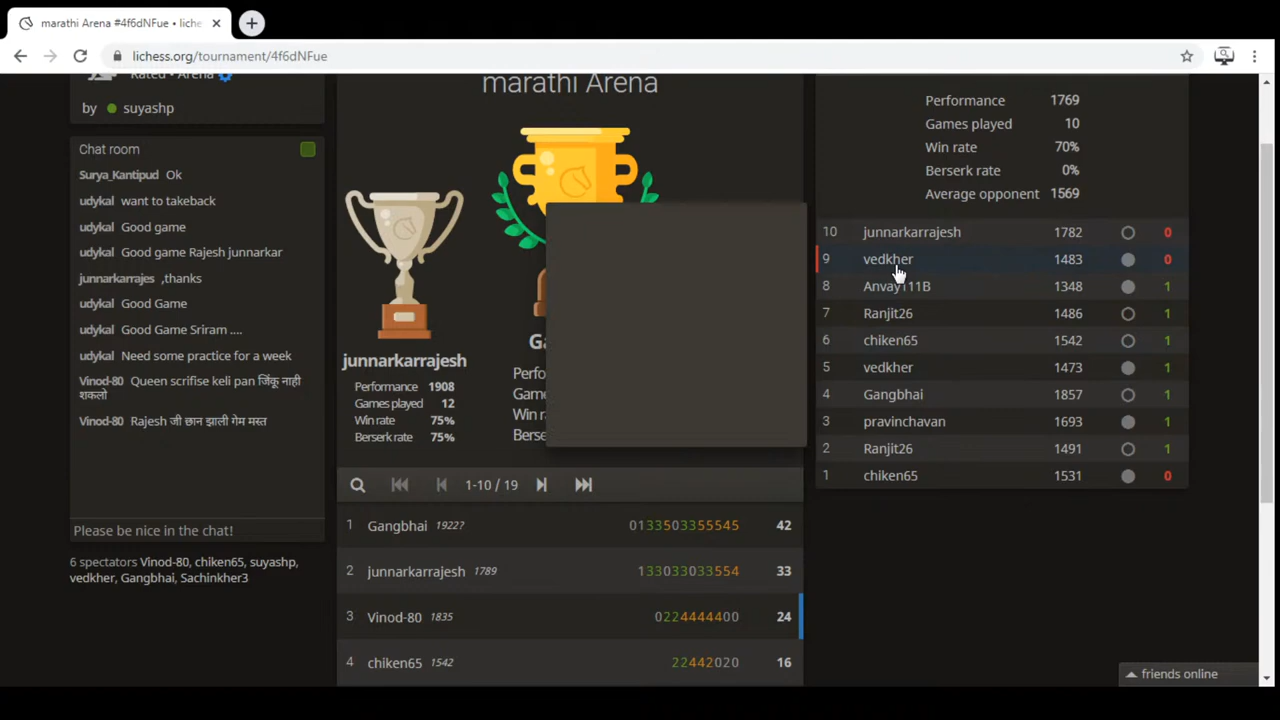 marathi Arena #4f6dNFue • liche
lichess.org/tournament/4f6dNFue
Rated • Arena
by suyashp
Chat room
Surya_Kantipud Ok
udykal want to takeback
udykal Good game
udykal Good game Rajesh junnarkar
junnarkarrajes ,thanks
udykal Good Game
udykal Good Game Sriram ....
udykal Need some practice for a week
Vinod-80 Queen scrifise keli pan जिंकू नाही
शकलो
Vinod-80 Rajesh जी छान झाली गेम मस्त
Please be nice in the chat!
6 spectators Vinod-80, chiken65, suyashp,
vedkher, Gangbhai, Sachinkher3
marathi Arena
junnarkarrajesh
Performance 1908
Games played 12
Win rate 75%
Berserk rate 75%
Ga
Perfo
Game
Win r
Berse
1-10 / 19
1 Gangbhai 1922? 013350335545 42
2 junnarkarrajesh 1789 133033033554 33
3 Vinod-80 1835 0224444400 24
4 chiken65 1542 22442020 16
Performance 1769
Games played 10
Win rate 70%
Berserk rate 0%
Average opponent 1569
10 junnarkarrajesh 1782 0
9 vedkher 1483 0
8 Anvay111B 1348 1
7 Ranjit26 1486 1
6 chiken65 1542 1
5 vedkher 1473 1
4 Gangbhai 1857 1
3 pravinchavan 1693 1
2 Ranjit26 1491 1
1 chiken65 1531 0
friends online